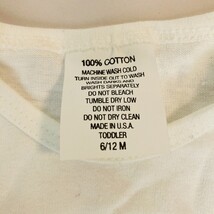 100% COTTON
MACHINE WASH COLD
TURN INSIDE OUT TO WASH
WASH DARKS AND
BRIGHTS SEPARATELY
DO NOT BLEACH
TUMBLE DRY LOW
DO NOT IRON
DO NOT DRY CLEAN
MADE IN U.S.A.
TODDLER
6/12 M